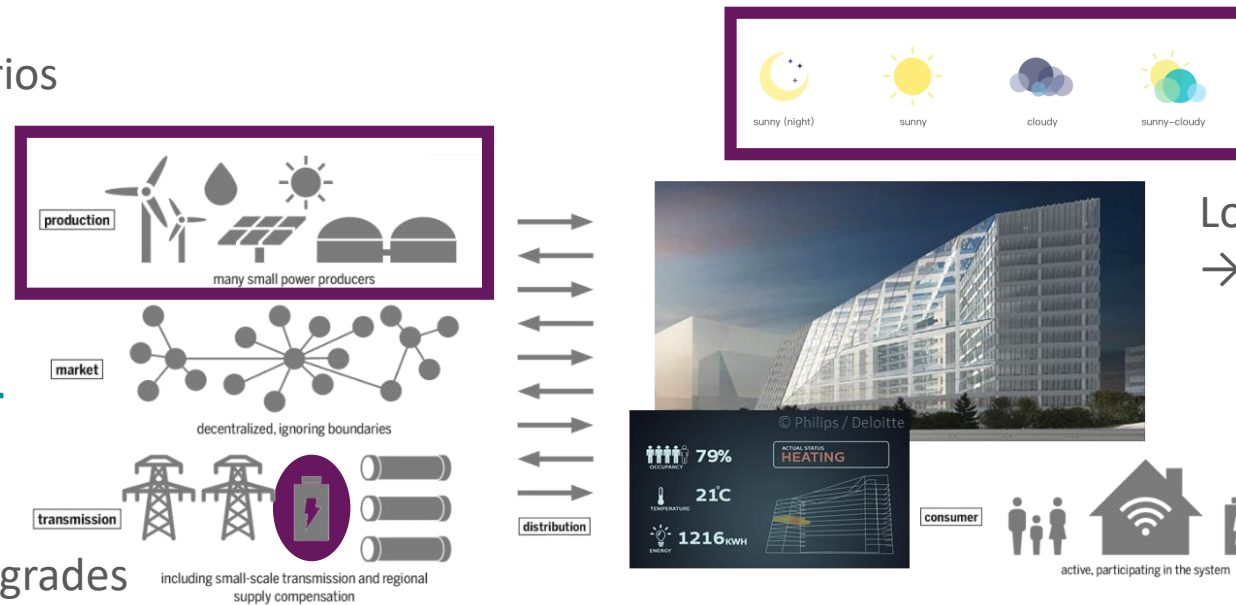 rios
production
many small power producers
market
decentralized, ignoring boundaries
transmission
grades
including small-scale transmission and regional
supply compensation
distribution
sunny (night)
sunny
cloudy
sunny-cloudy
Lo
→
© Philips / Deloitte
79%
OCCUPANCY
ACTUAL STATUS
HEATING
21°C
TEMPERATURE
1216 KWH
ENERGY
consumer
active, participating in the system